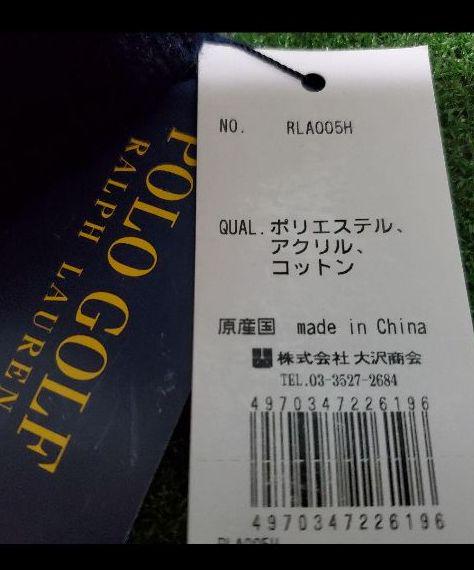 POLO GOLF
RALPH LAUREN
NO. RLA005H
QUAL. ポリエステル、
アクリル、
コットン
原産国 made in China
株式会社 大沢商会
TEL.03-3527-2684
4970347226196
4970347226196
RLA005H